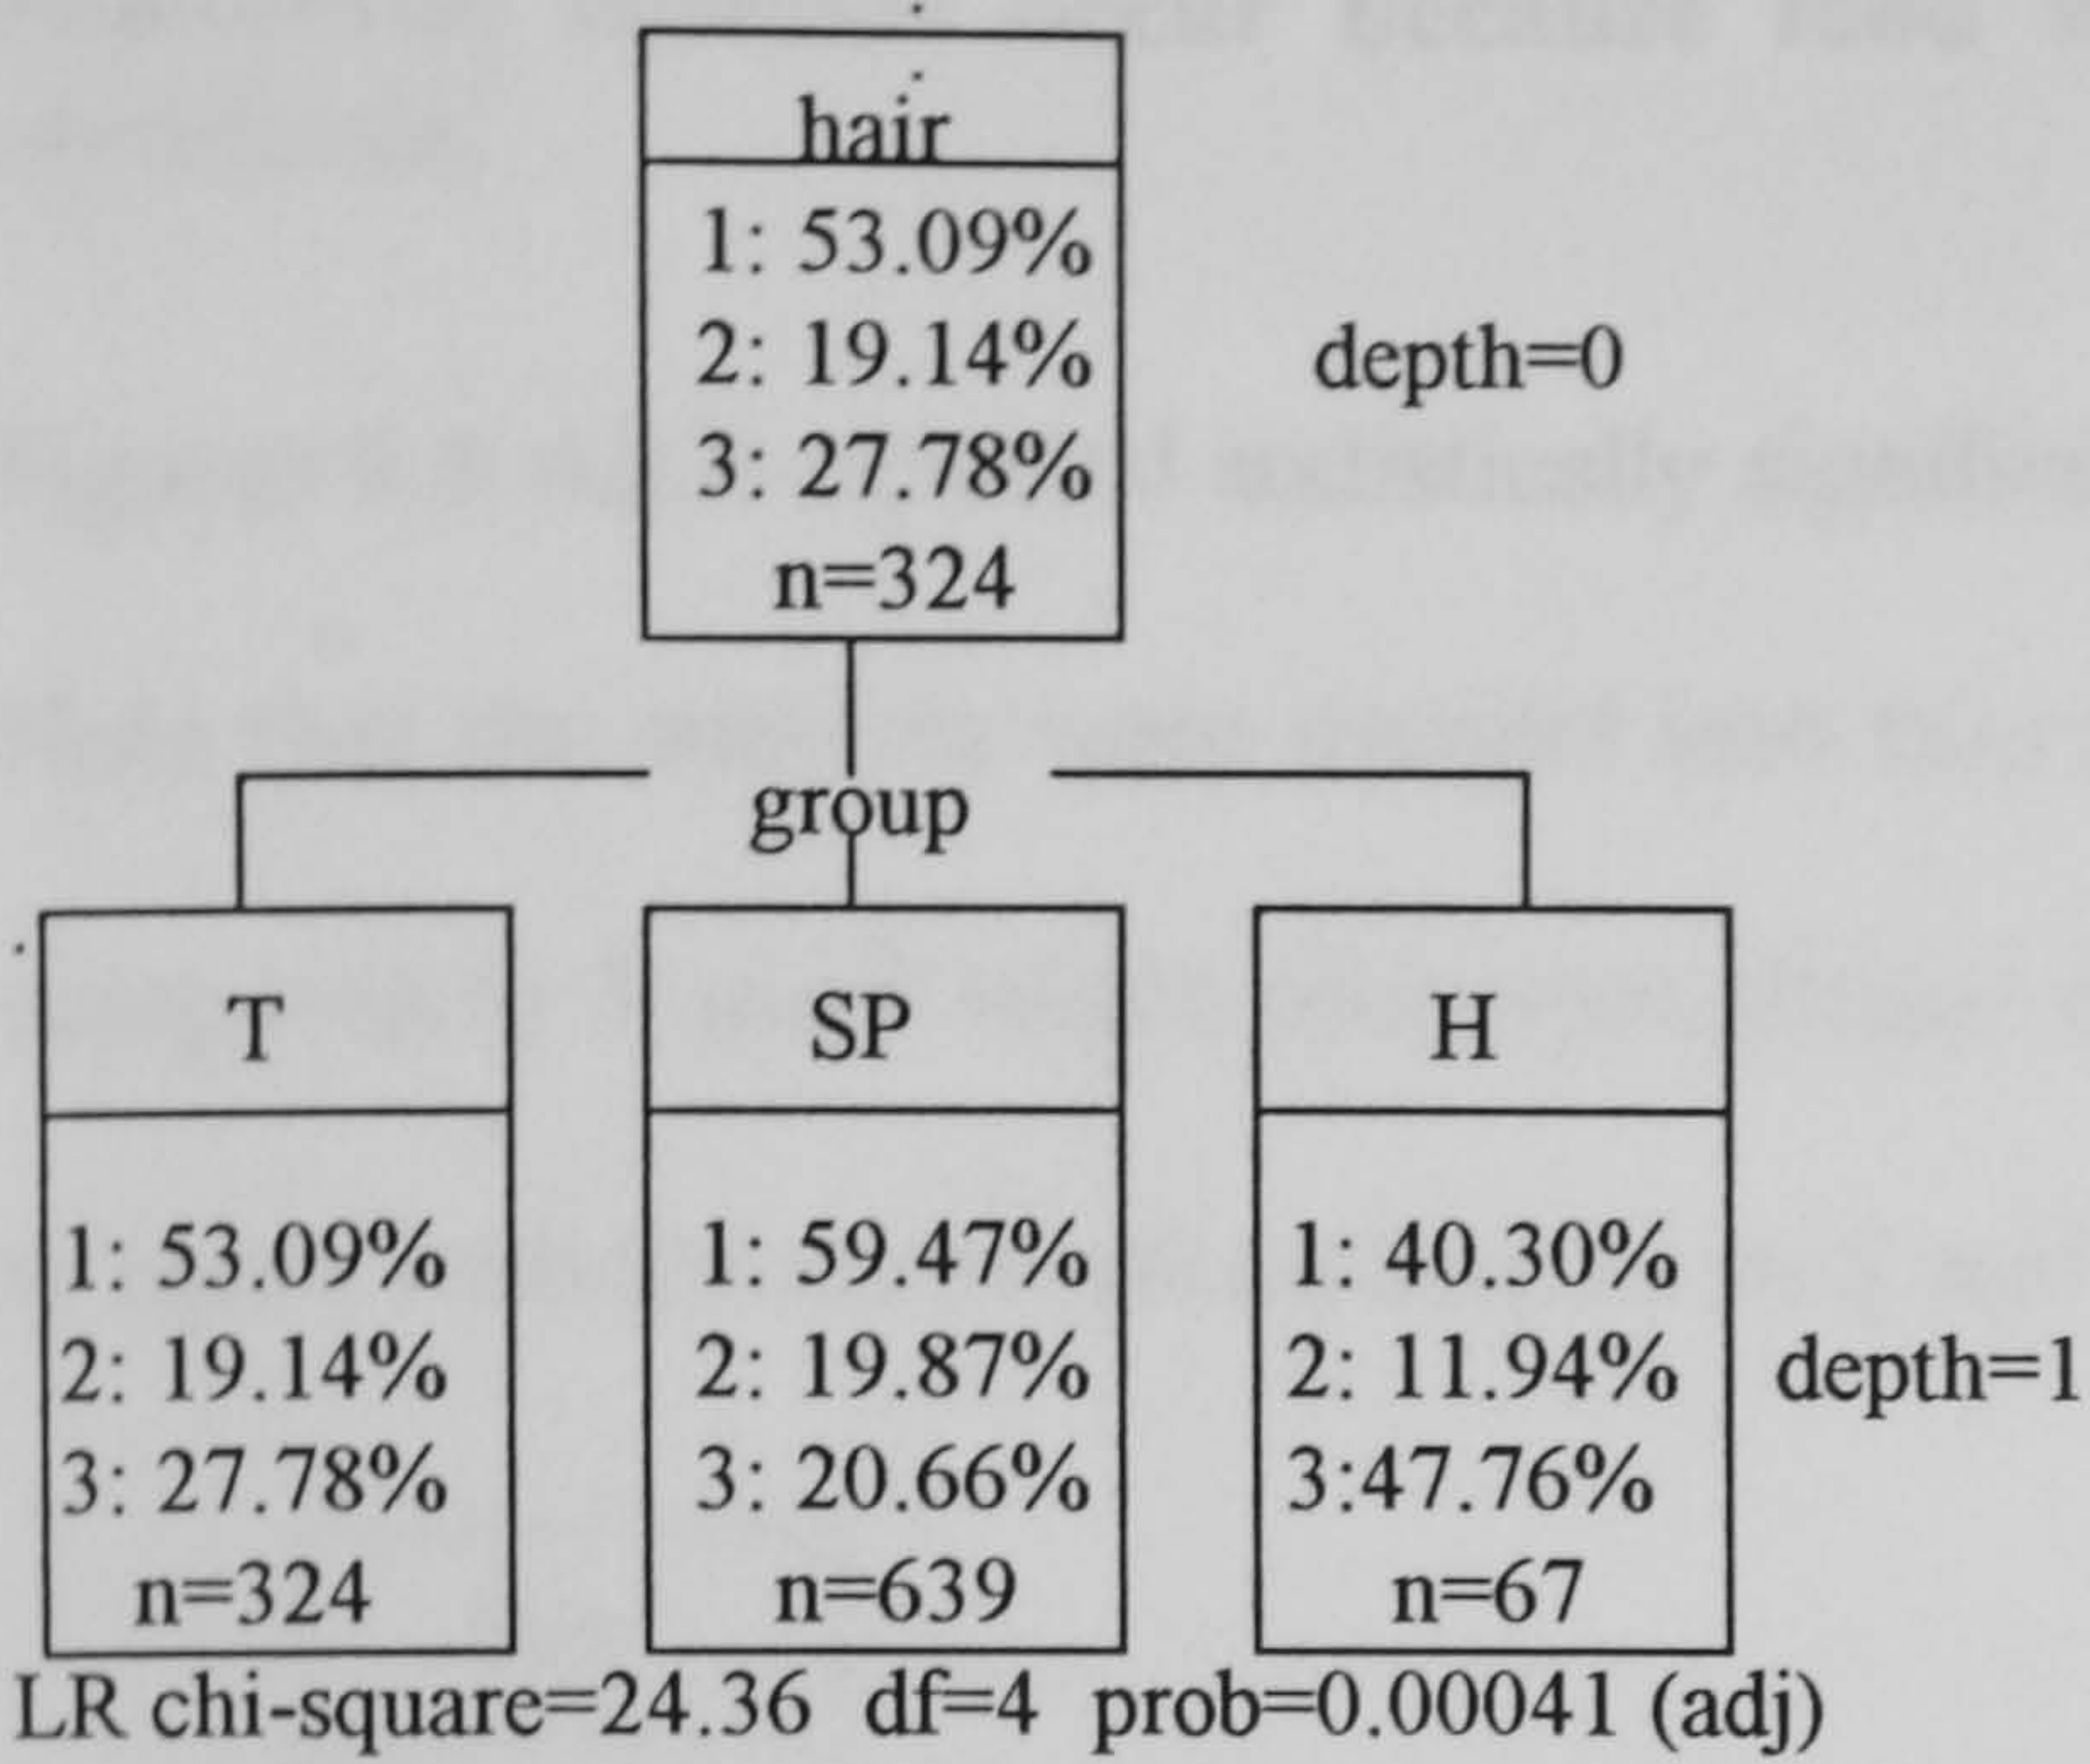 hair
1: 53.09%
2: 19.14%
3: 27.78%
n=324
depth=0
group
T
1: 53.09%
2: 19.14%
3: 27.78%
n=324
SP
1: 59.47%
2: 19.87%
3: 20.66%
n=639
H
1: 40.30%
2: 11.94%
3:47.76%
n=67
depth=1
LR chi-square=24.36 df=4 prob=0.00041 (adj)